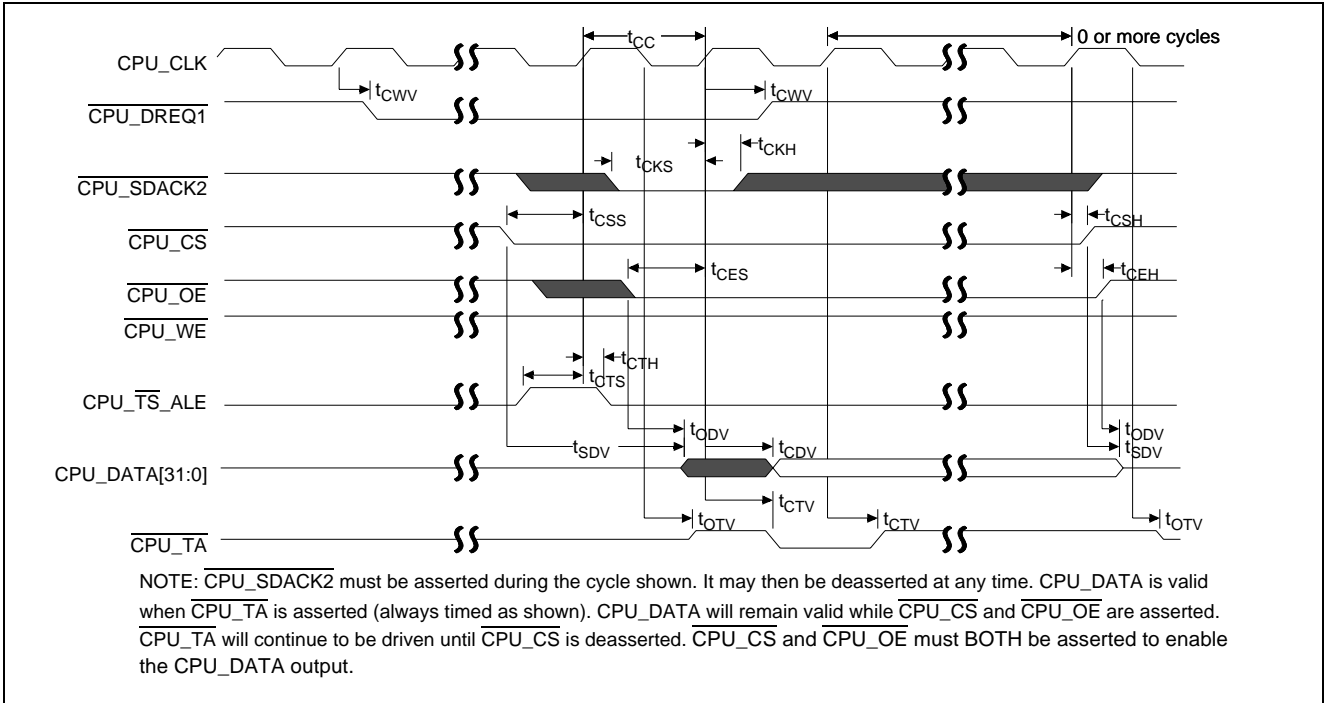 tCC
0 or more cycles
CPU_CLK
tCWV
tCWV
CPU_DREQ1
tCKH
tCKS
CPU_SDACK2
tCSS
tCSH
CPU_CS
tCES
tCEH
CPU_OE
CPU_WE
tCTH
tCTS
CPU_TS_ALE
tODV
tODV
tSDV
tCDV
tSDV
CPU_DATA[31:0]
tCTV
tOTV
tCTV
tOTV
CPU_TA
NOTE: CPU_SDACK2 must be asserted during the cycle shown. It may then be deasserted at any time. CPU_DATA is valid
when CPU_TA is asserted (always timed as shown). CPU_DATA will remain valid while CPU_CS and CPU_OE are asserted.
CPU_TA will continue to be driven until CPU_CS is deasserted. CPU_CS and CPU_OE must BOTH be asserted to enable
the CPU_DATA output.